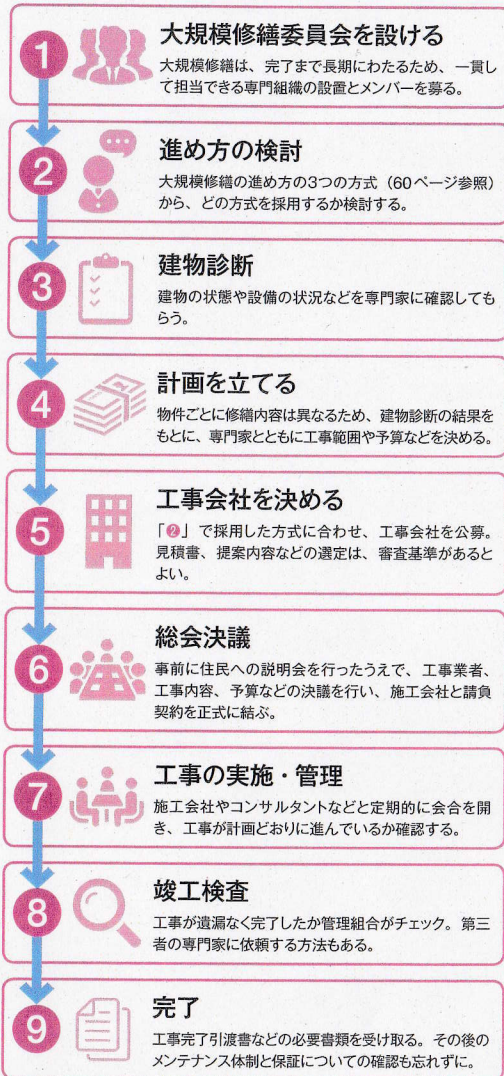 1
大規模修繕委員会を設ける
大規模修繕は、完了まで長期にわたるため、一貫し
て担当できる専門組織の設置とメンバーを募る。
2
進め方の検討
大規模修繕の進め方の3つの方式（60ページ参照）
から、どの方式を採用するか検討する。
3
建物診断
建物の状態や設備の状況などを専門家に確認しても
らう。
4
計画を立てる
物件ごとに修繕内容は異なるため、建物診断の結果を
もとに、専門家とともに工事範囲や予算などを決める。
5
工事会社を決める
「❷」で採用した方式に合わせ、工事会社を公募。
見積書、提案内容などの選定は、審査基準があると
よい。
6
総会決議
事前に住民への説明会を行ったうえで、工事業者、
工事内容、予算などの決議を行い、施工会社と請負
契約を正式に結ぶ。
7
工事の実施・管理
施工会社やコンサルタントなどと定期的に会合を開
き、工事が計画どおりに進んでいるか確認する。
8
竣工検査
工事が遺漏なく完了したか管理組合がチェック。第三
者の専門家に依頼する方法もある。
9
完了
工事完了引渡書などの必要書類を受け取る。その後の
メンテナンス体制と保証についての確認も忘れずに。